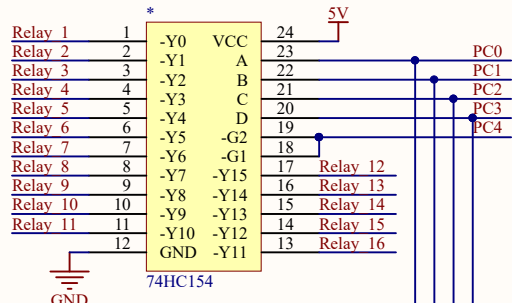 *
5V
Relay 1 1 -Y0 VCC 24
Relay 2 2 -Y1 A 23 PC0
Relay 3 3 -Y2 B 22 PC1
Relay 4 4 -Y3 C 21 PC2
Relay 5 5 -Y4 D 20 PC3
Relay 6 6 -Y5 -G2 19 PC4
Relay 7 7 -Y6 -G1 18
Relay 8 8 -Y7 -Y15 17 Relay 12
Relay 9 9 -Y8 -Y14 16 Relay 13
Relay 10 10 -Y9 -Y13 15 Relay 14
Relay 11 11 -Y10 -Y12 14 Relay 15
12 GND -Y11 13 Relay 16
74HC154
GND